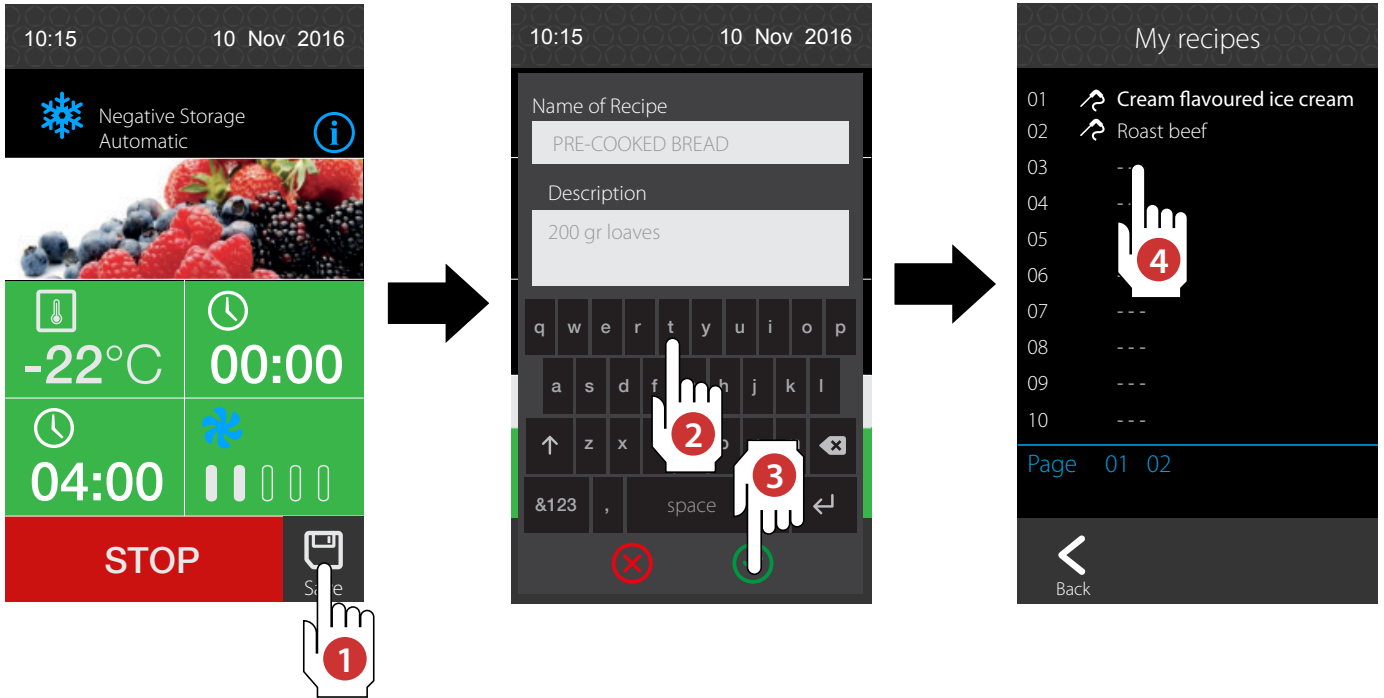 10:15 10 Nov 2016
Negative Storage
Automatic
i
-22°C 00:00
04:00
STOP
Save
1
10:15 10 Nov 2016
Name of Recipe
PRE-COOKED BREAD
Description
200 gr loaves
q w e r t y u i o p
a s d f h j k l
z x
&123 , space
2
3
My recipes
01 Cream flavoured ice cream
02 Roast beef
03 - -
04 -
05
06 -
07 - - -
08 - - -
09 - - -
10 - - -
4
Page 01 02
Back